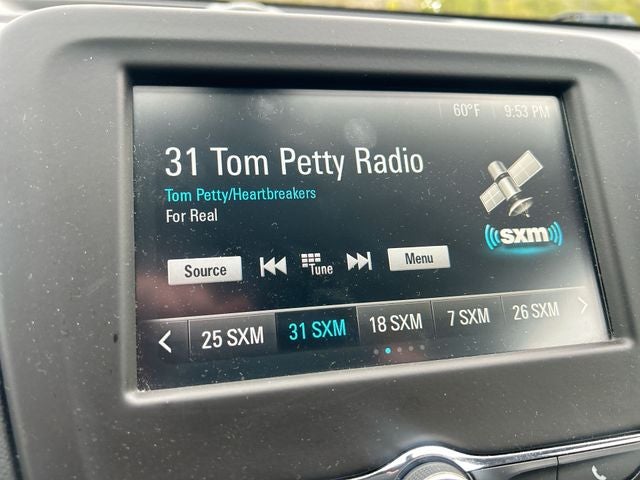 60°F 9:53 PM
31 Tom Petty Radio
Tom Petty/Heartbreakers
For Real
sxm
Source Tune Menu
25 SXM 31 SXM 18 SXM 7 SXM 26 SXM